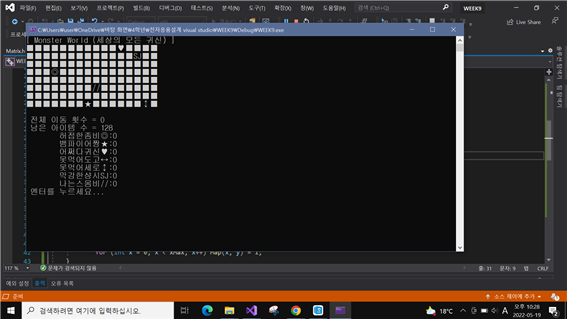 파일(F) 편집(E) 보기(V)
프로젝트(P) 빌드(B) 디버그(D) 테스트(S) 분석(N) 도구(T) 확장(X) 창(W) 도움말(H)
검색(Ctrl+Q)
WEEK9
Live Share
C:\Users\user\OneDrive\바탕 화면\4학년\전자응용설계 visual studio\WEEK9\Debug\WEEK9.exe
[ Monster World (세상의 모든 귀신) ]
전체 이동 횟수 = 0
남은 아이템 수 = 128
허접한좀비◎:0
뱀파이어짱★:0
어쩌다귀신♥:0
못먹어도고↔:0
못먹어세로↕:0
막강한상시SJ:0
나는스몸비//:0
엔터를 누르세요...
for (int x = 0; x < xMax; x++) Map(x, y) = 1;
117 %
문제가 검색되지 않음
줄: 31
문자: 9
탭
CRLF
예외 설정 출력 오류 목록
준비
소스 제어에 추가
검색하려면 여기에 입력하십시오.
18°C
오후 10:28
2022-05-19